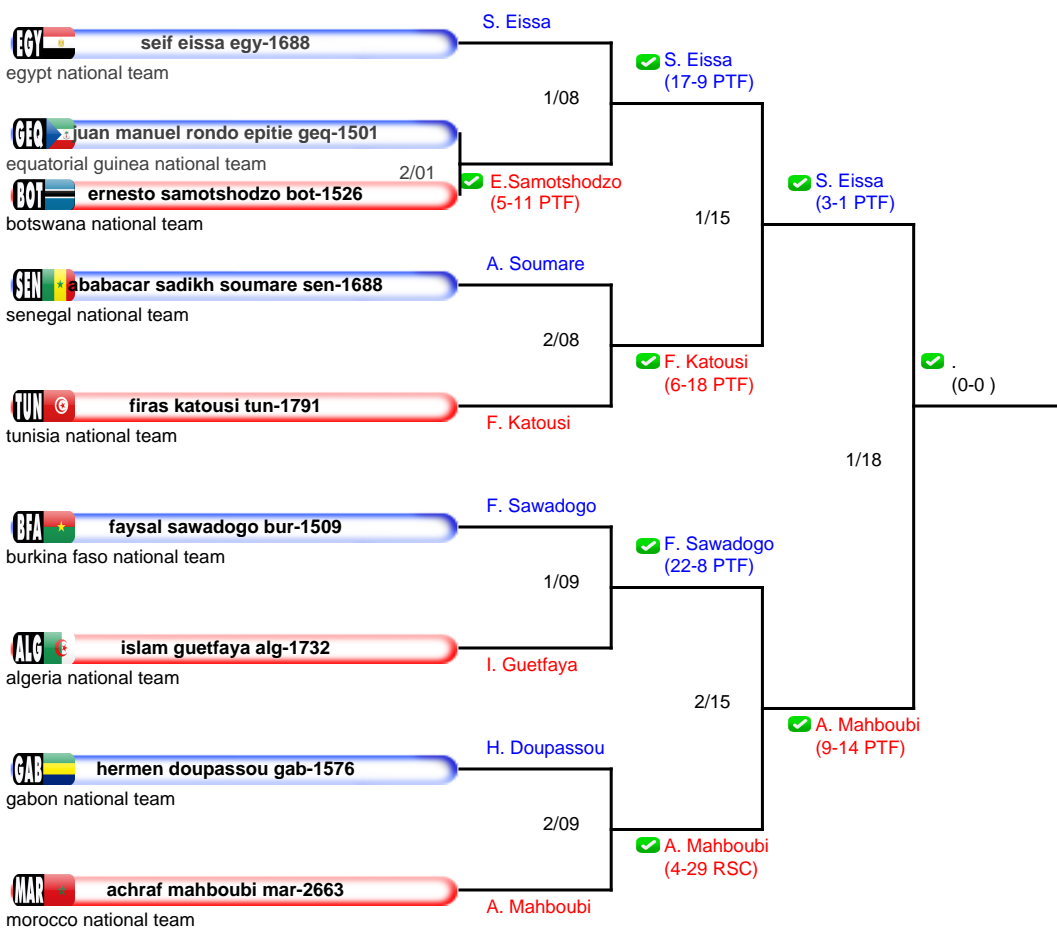 S. Eissa
EGY seif eissa egy-1688
egypt national team
S. Eissa
(17-9 PTF)
1/08
GEQ juan manuel rondo epitie geq-1501
equatorial guinea national team
2/01
BOT ernesto samotshodzo bot-1526
botswana national team
E.Samotshodzo
(5-11 PTF)
S. Eissa
(3-1 PTF)
1/15
A. Soumare
SEN ababacar sadikh soumare sen-1688
senegal national team
2/08
F. Katousi
(6-18 PTF)
TUN firas katousi tun-1791
tunisia national team
F. Katousi
.
(0-0 )
1/18
F. Sawadogo
BFA faysal sawadogo bur-1509
burkina faso national team
F. Sawadogo
(22-8 PTF)
1/09
ALG islam guetfaya alg-1732
algeria national team
I. Guetfaya
2/15
A. Mahboubi
(9-14 PTF)
H. Doupassou
GAB hermen doupassou gab-1576
gabon national team
2/09
A. Mahboubi
(4-29 RSC)
MAR achraf mahboubi mar-2663
morocco national team
A. Mahboubi